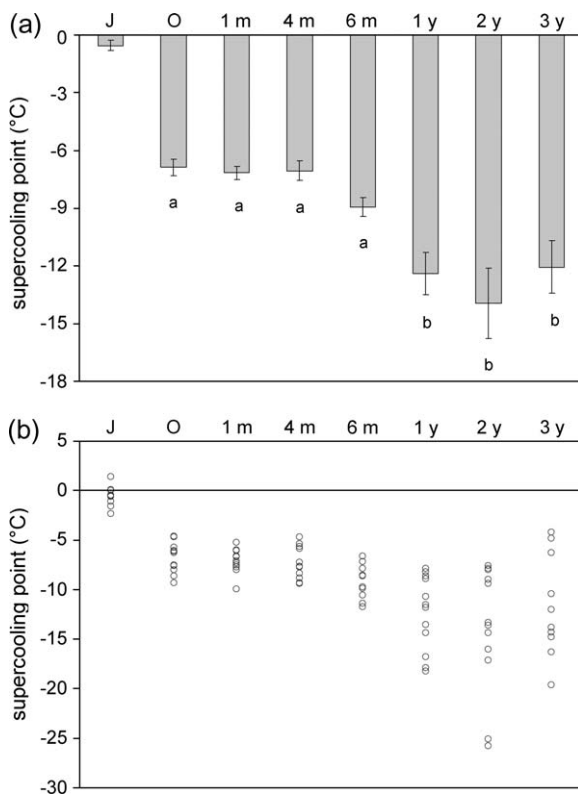 (a)
J O 1 m 4 m 6 m 1 y 2 y 3 y
supercooling point (°C)
0
-3
-6
-9
-12
-15
-18
a a a a b b b
(b)
J O 1 m 4 m 6 m 1 y 2 y 3 y
supercooling point (°C)
5
0
-5
-10
-15
-20
-25
-30